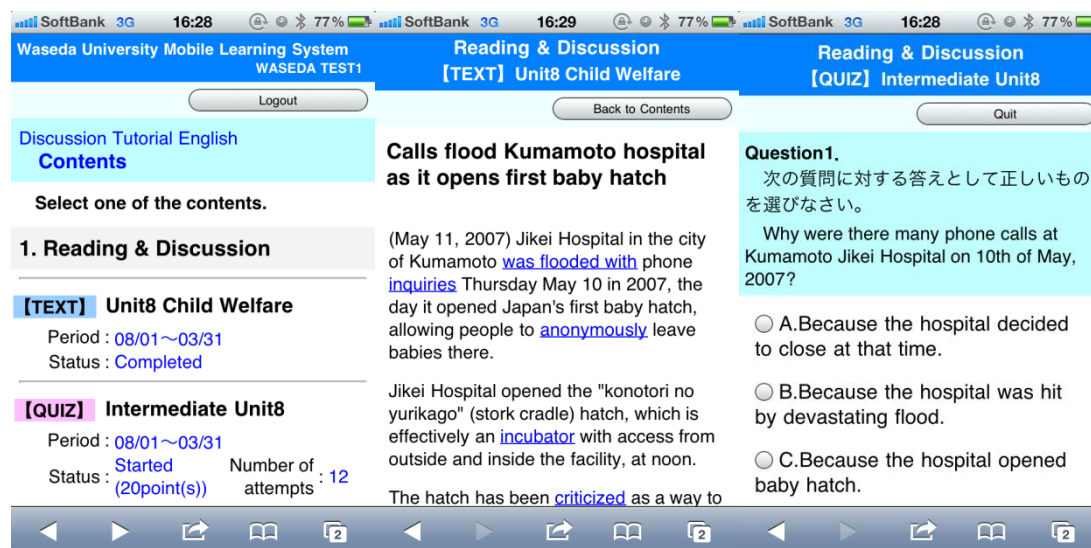 SoftBank 3G 16:28 77%
Waseda University Mobile Learning System
WASEDA TEST1
Logout
Discussion Tutorial English
Contents
Select one of the contents.
1. Reading & Discussion
【TEXT】 Unit8 Child Welfare
Period : 08/01～03/31
Status : Completed
【QUIZ】 Intermediate Unit8
Period : 08/01～03/31
Status : Started (20point(s)) Number of attempts : 12
2
SoftBank 3G 16:29 77%
Reading & Discussion
【TEXT】 Unit8 Child Welfare
Back to Contents
Calls flood Kumamoto hospital
as it opens first baby hatch
(May 11, 2007) Jikei Hospital in the city
of Kumamoto was flooded with phone
inquiries Thursday May 10 in 2007, the
day it opened Japan's first baby hatch,
allowing people to anonymously leave
babies there.
Jikei Hospital opened the "konotori no
yurikago" (stork cradle) hatch, which is
effectively an incubator with access from
outside and inside the facility, at noon.
The hatch has been criticized as a way to
2
SoftBank 3G 16:28 77%
Reading & Discussion
【QUIZ】 Intermediate Unit8
Quit
Question1.
次の質問に対する答えとして正しいもの
を選びなさい。
Why were there many phone calls at
Kumamoto Jikei Hospital on 10th of May,
2007?
A.Because the hospital decided
to close at that time.
B.Because the hospital was hit
by devastating flood.
C.Because the hospital opened
baby hatch.
2